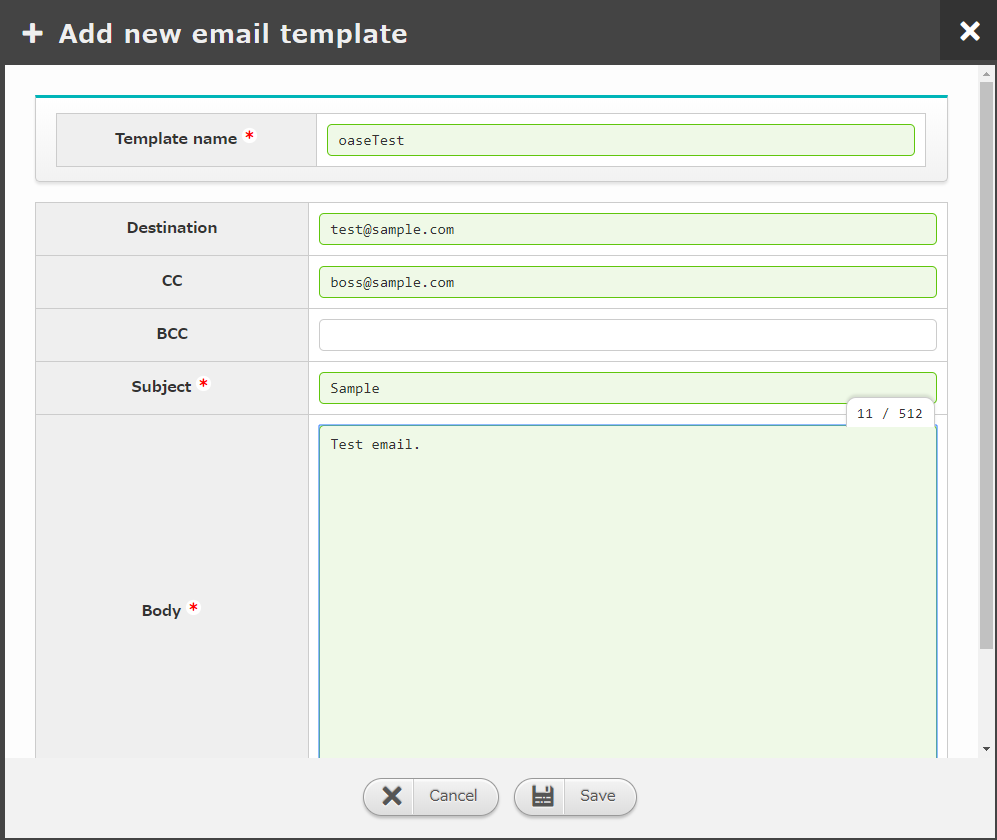 Add new email template
Template name *
oaseTest
Destination
test@sample.com
CC
boss@sample.com
BCC
Subject *
Sample
11 / 512
Body *
Test email.
Cancel
Save